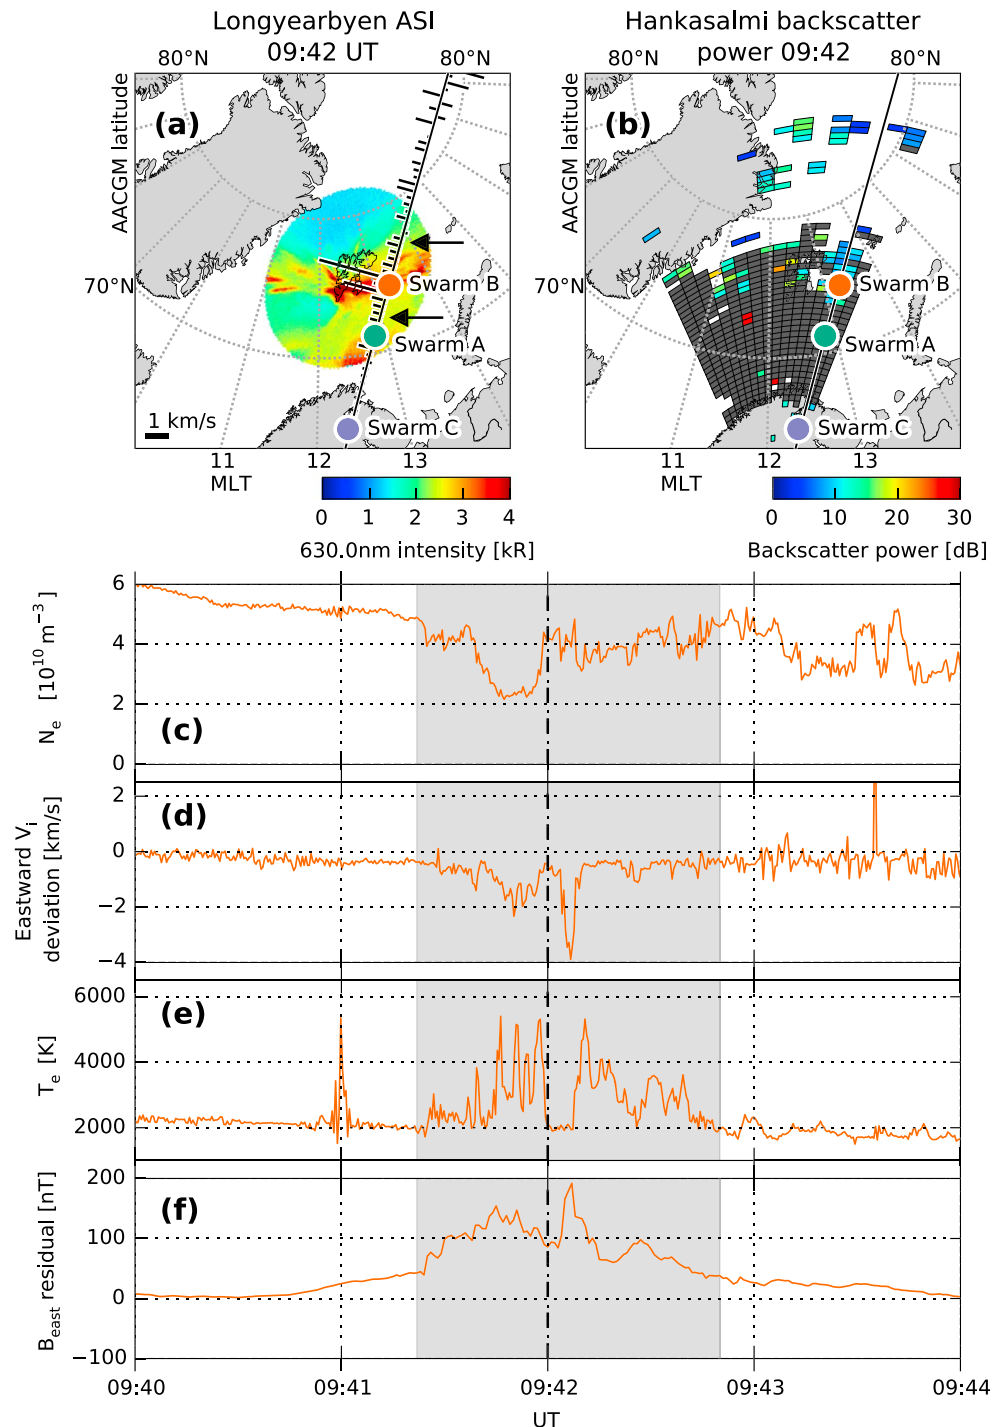 Longyearbyen ASI
09:42 UT
Hankasalmi backscatter
power 09:42
80°N
80°N
80°N
80°N
AACGM latitude
(a)
AACGM latitude
(b)
70°N
Swarm B
70°N
Swarm B
Swarm A
Swarm A
1 km/s
Swarm C
Swarm C
11
12
13
11
12
13
MLT
MLT
0 1 2 3 4
0 10 20 30
630.0nm intensity [kR]
Backscatter power [dB]
N_e [10^10 m^−3]
6
4
2
0
(c)
Eastward V_i
deviation [km/s]
2
0
−2
−4
(d)
T_e [K]
6000
4000
2000
(e)
B_east residual [nT]
200
100
0
−100
(f)
09:40 09:41 09:42 09:43 09:44
UT